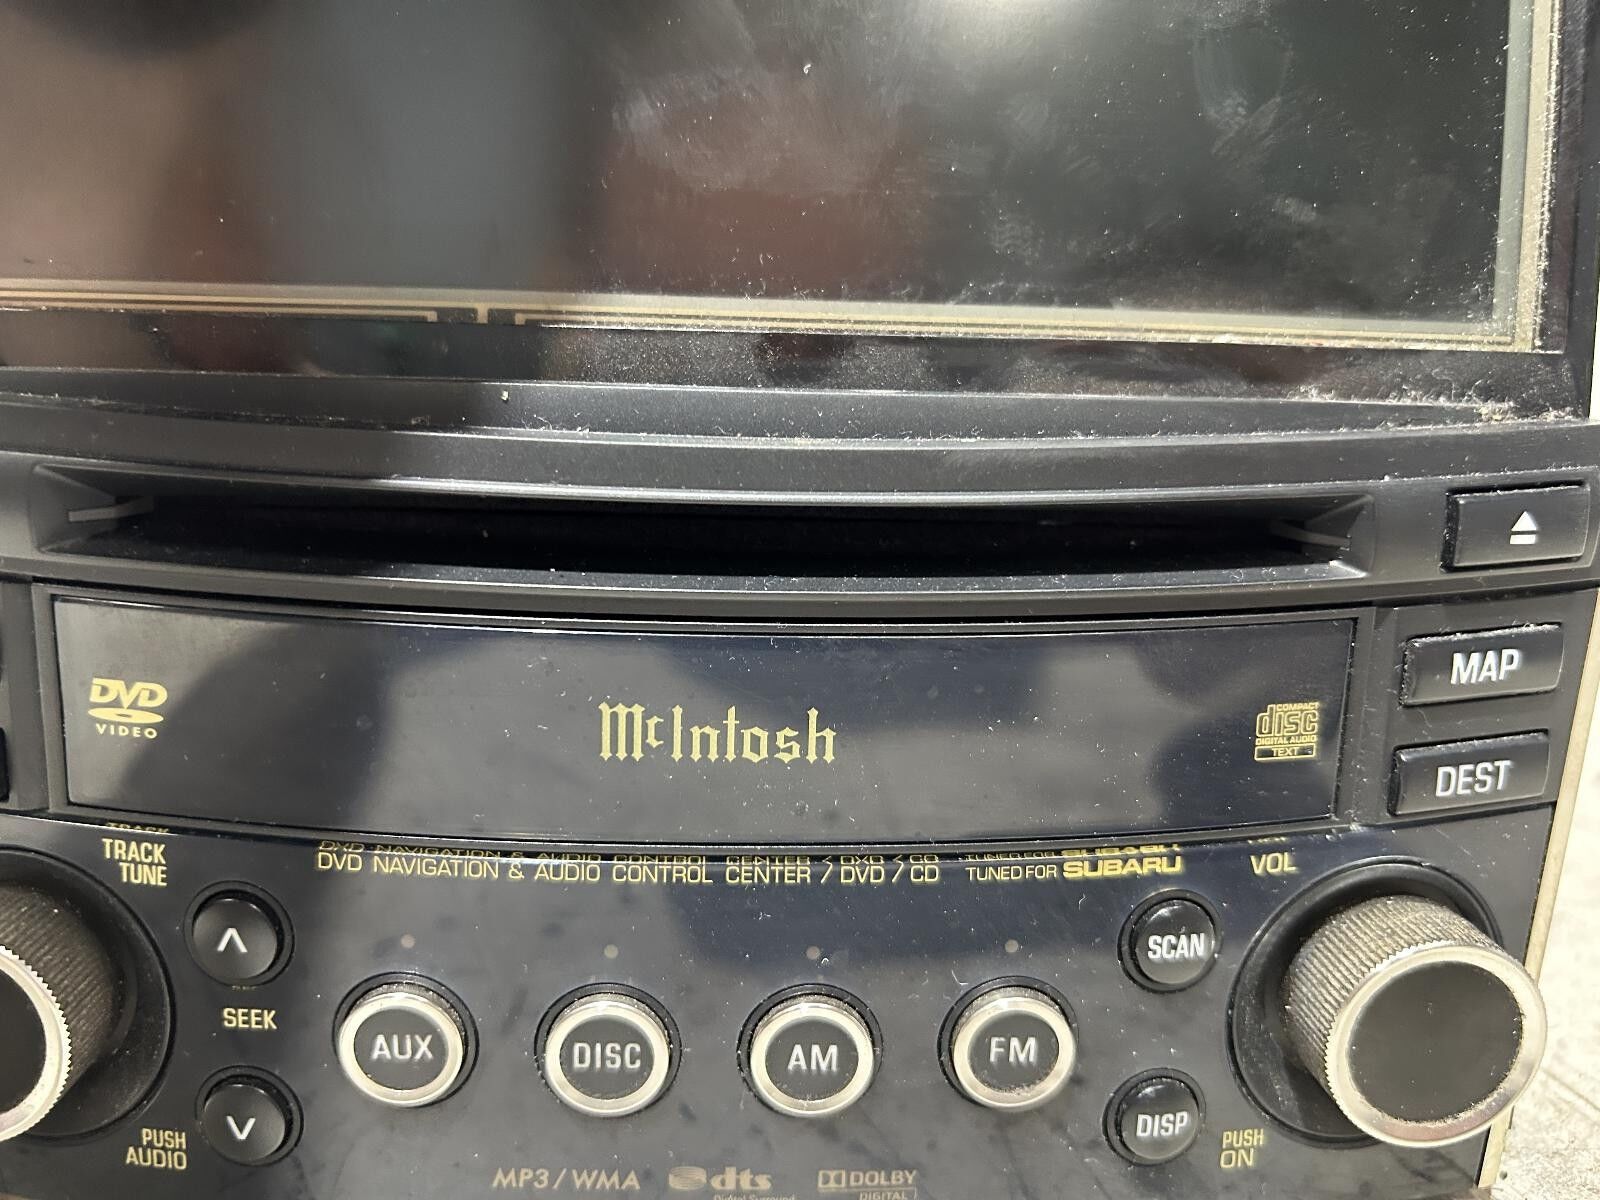 MAP
DVD
VIDEO
McIntosh
COMPACT
disc
DIGITAL AUDIO
TEXT
DEST
TRACK
TUNE
DVD NAVIGATION & AUDIO CONTROL CENTER / DVD / CD TUNED FOR SUBARU
VOL
SCAN
SEEK
AUX
DISC
AM
FM
DISP
PUSH
AUDIO
PUSH
ON
MP3 / WMA
dts
Digital Surround
DOLBY
DIGITAL